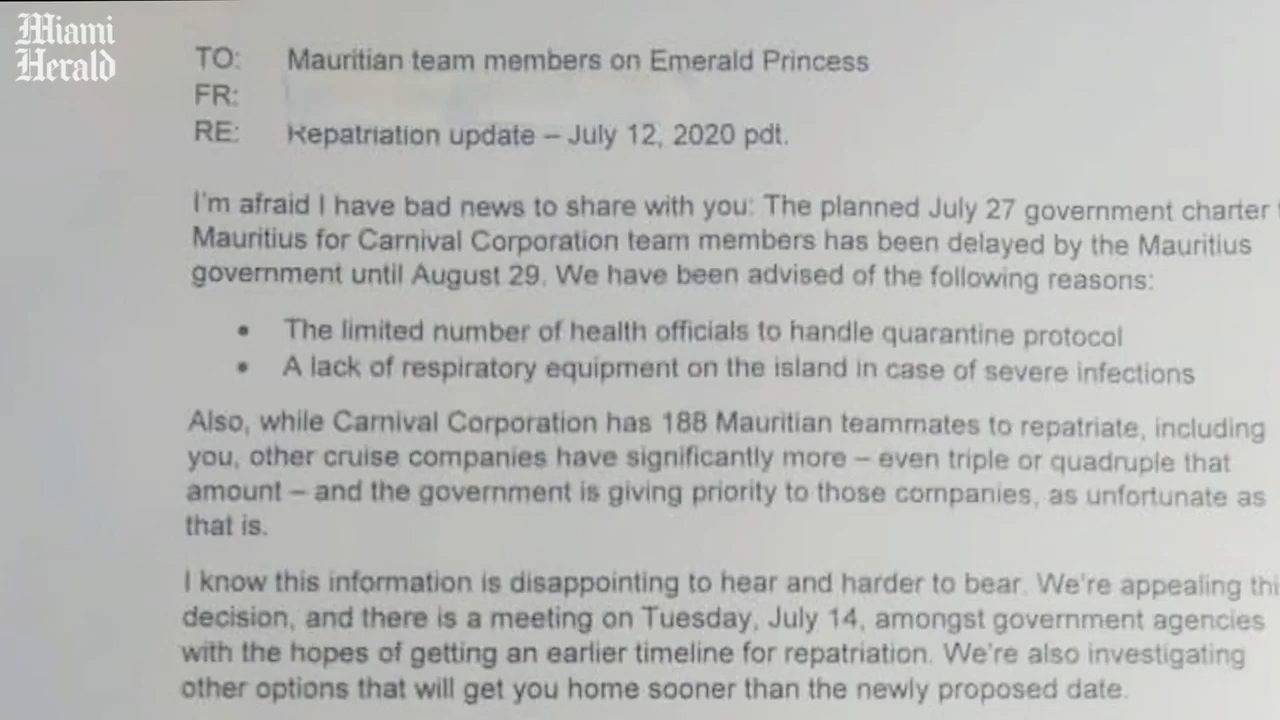 Miami
Herald
TO: Mauritian team members on Emerald Princess
FR:
RE: Repatriation update – July 12, 2020 pdt.
I'm afraid I have bad news to share with you: The planned July 27 government charter
Mauritius for Carnival Corporation team members has been delayed by the Mauritius
government until August 29. We have been advised of the following reasons:
• The limited number of health officials to handle quarantine protocol
• A lack of respiratory equipment on the island in case of severe infections
Also, while Carnival Corporation has 188 Mauritian teammates to repatriate, including
you, other cruise companies have significantly more – even triple or quadruple that
amount – and the government is giving priority to those companies, as unfortunate as
that is.
I know this information is disappointing to hear and harder to bear. We're appealing thi
decision, and there is a meeting on Tuesday, July 14, amongst government agencies
with the hopes of getting an earlier timeline for repatriation. We're also investigating
other options that will get you home sooner than the newly proposed date.